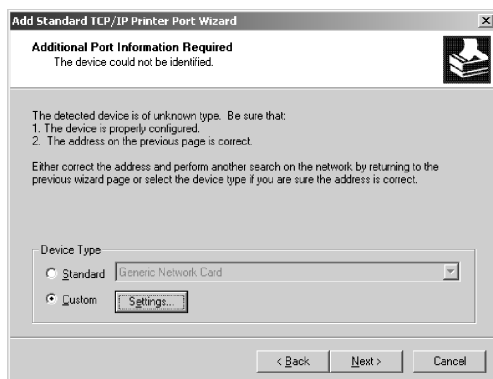 Add Standard TCP/IP Printer Port Wizard
Additional Port Information Required
The device could not be identified.
The detected device is of unknown type. Be sure that:
1. The device is properly configured.
2. The address on the previous page is correct.
Either correct the address and perform another search on the network by returning to the
previous wizard page or select the device type if you are sure the address is correct.
Device Type
Standard Generic Network Card
Custom Settings...
< Back Next > Cancel